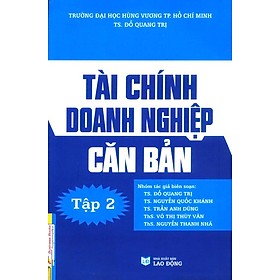 TRƯỜNG ĐẠI HỌC HÙNG VƯƠNG TP. HỒ CHÍ MINH
TS. ĐỖ QUANG TRỊ
TÀI CHÍNH
DOANH NGHIỆP
CĂN BẢN
Tập 2
Nhóm tác giả biên soạn:
TS. ĐỖ QUANG TRỊ
TS. NGUYỄN QUỐC KHÁNH
TS. TRẦN ANH DŨNG
ThS. VÕ THỊ THÚY VÂN
ThS. NGUYỄN THANH NHÃ
NHÀ XUẤT BẢN
LAO ĐỘNG